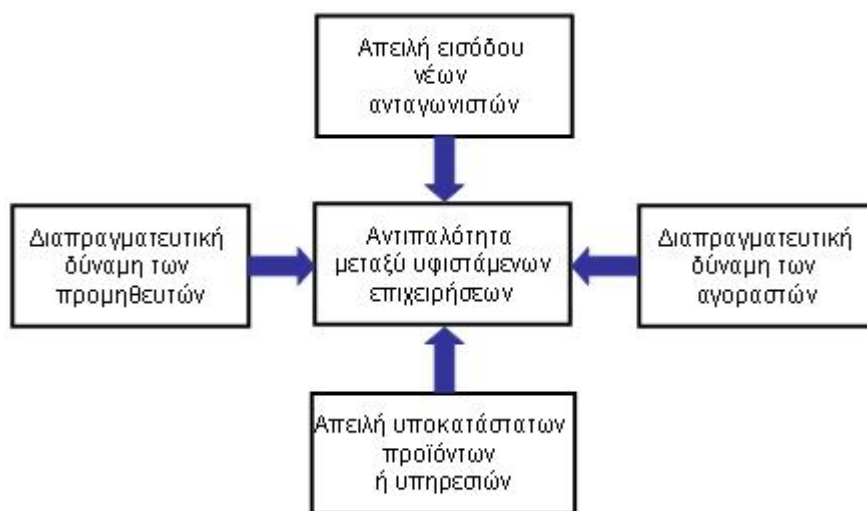 Απειλή εισόδου
νέων
ανταγωνιστών
Διαπραγματευτική
δύναμη των
προμηθευτών
Αντιπαλότητα
μεταξύ υφιστάμενων
επιχειρήσεων
Διαπραγματευτική
δύναμη των
αγοραστών
Απειλή υποκατάστατων
προϊόντων
ή υπηρεσιών